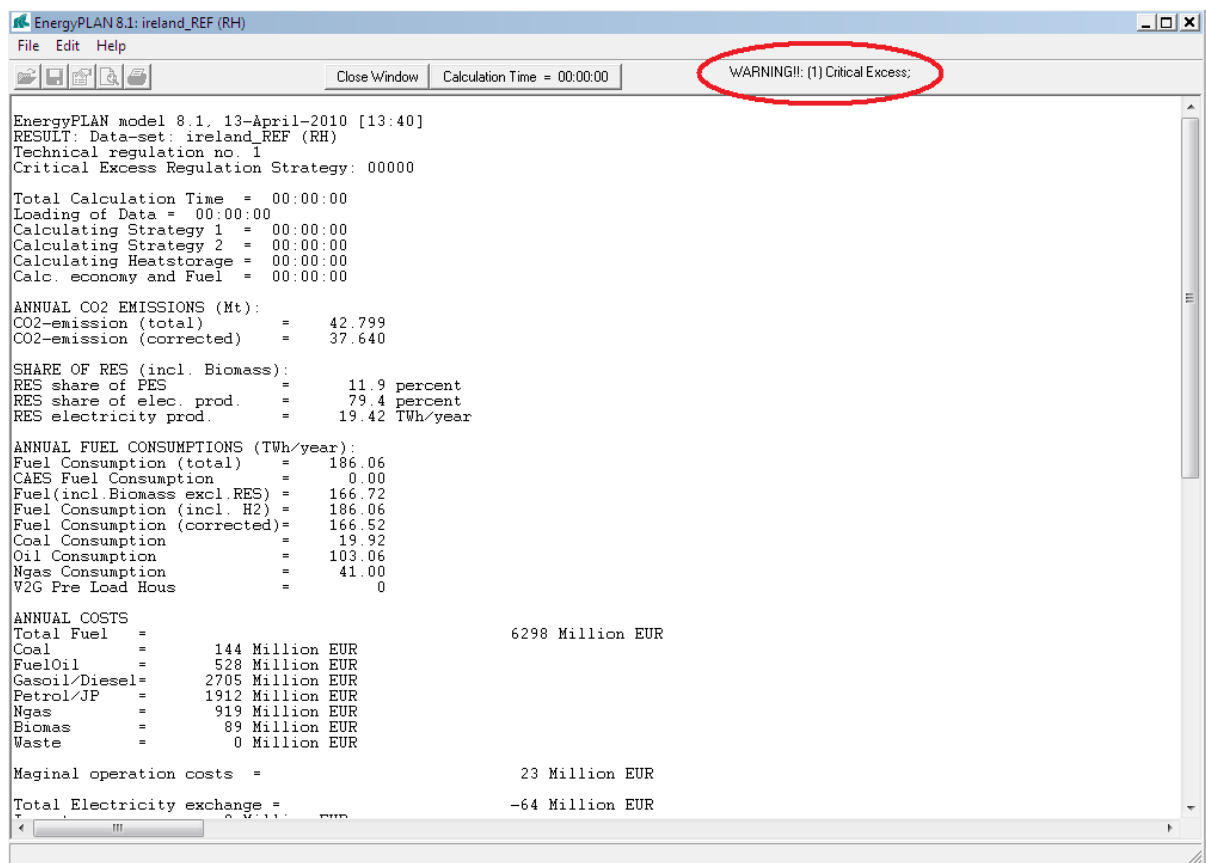 EnergyPLAN 8.1: ireland_REF (RH)
File Edit Help
Close Window Calculation Time = 00:00:00 WARNING!!: (1) Critical Excess;
EnergyPLAN model 8.1, 13-April-2010 [13:40]
RESULT: Data-set: ireland_REF (RH)
Technical regulation no. 1
Critical Excess Regulation Strategy: 00000
Total Calculation Time = 00:00:00
Loading of Data = 00:00:00
Calculating Strategy 1 = 00:00:00
Calculating Strategy 2 = 00:00:00
Calculating Heatstorage = 00:00:00
Calc. economy and Fuel = 00:00:00
ANNUAL CO2 EMISSIONS (Mt):
CO2-emission (total) = 42.799
CO2-emission (corrected) = 37.640
SHARE OF RES (incl. Biomass):
RES share of PES = 11.9 percent
RES share of elec. prod. = 79.4 percent
RES electricity prod. = 19.42 TWh/year
ANNUAL FUEL CONSUMPTIONS (TWh/year):
Fuel Consumption (total) = 186.06
CAES Fuel Consumption = 0.00
Fuel(incl.Biomass excl.RES) = 166.72
Fuel Consumption (incl. H2) = 186.06
Fuel Consumption (corrected)= 166.52
Coal Consumption = 19.92
Oil Consumption = 103.06
Ngas Consumption = 41.00
V2G Pre Load Hous = 0
ANNUAL COSTS
Total Fuel = 6298 Million EUR
Coal = 144 Million EUR
FuelOil = 528 Million EUR
Gasoil/Diesel= 2705 Million EUR
Petrol/JP = 1912 Million EUR
Ngas = 919 Million EUR
Biomas = 89 Million EUR
Waste = 0 Million EUR
Maginal operation costs = 23 Million EUR
Total Electricity exchange = -64 Million EUR